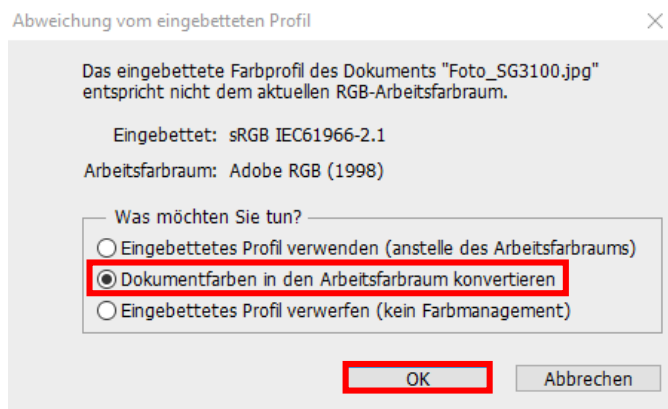 Abweichung vom eingebetteten Profil
Das eingebettete Farbprofil des Dokuments "Foto_SG3100.jpg"
entspricht nicht dem aktuellen RGB-Arbeitsfarbraum.
Eingebettet: sRGB IEC61966-2.1
Arbeitsfarbraum: Adobe RGB (1998)
Was möchten Sie tun?
Eingebettetes Profil verwenden (anstelle des Arbeitsfarbraums)
Dokumentfarben in den Arbeitsfarbraum konvertieren
Eingebettetes Profil verwerfen (kein Farbmanagement)
OK Abbrechen